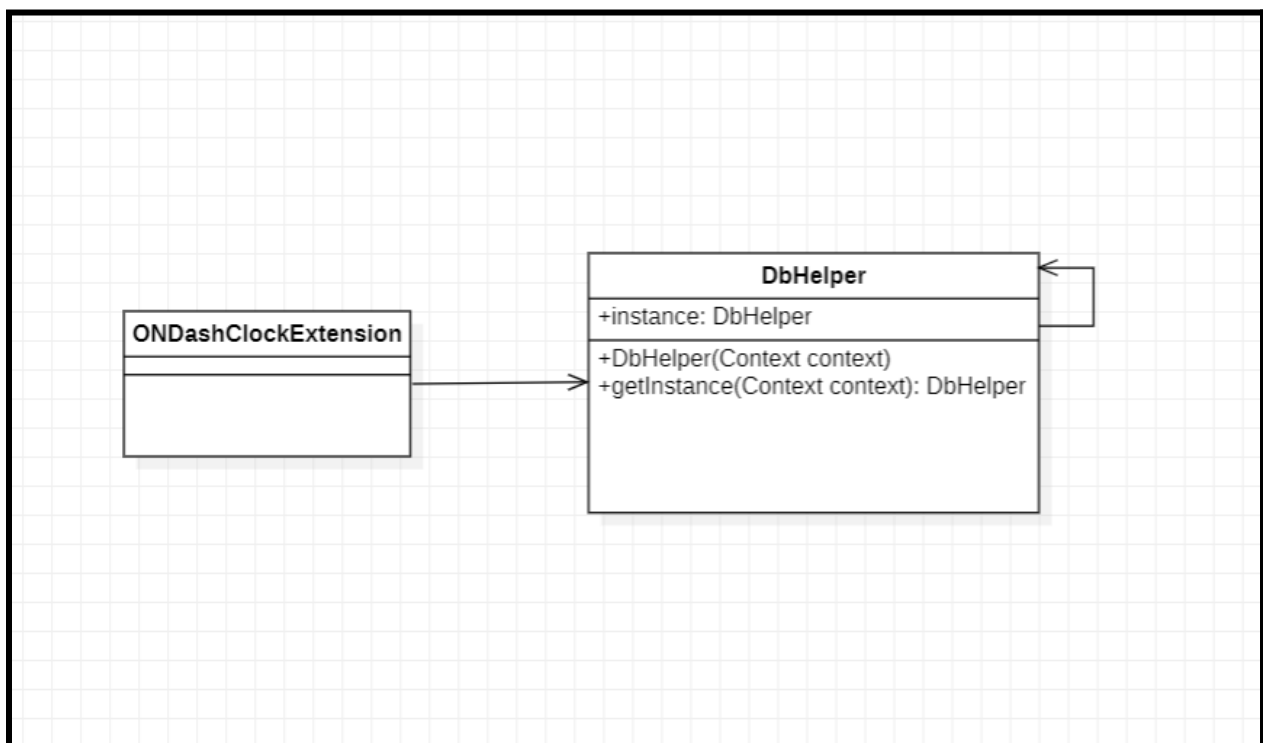 ONDashClockExtension
DbHelper
+instance: DbHelper
+DbHelper(Context context)
+getInstance(Context context): DbHelper